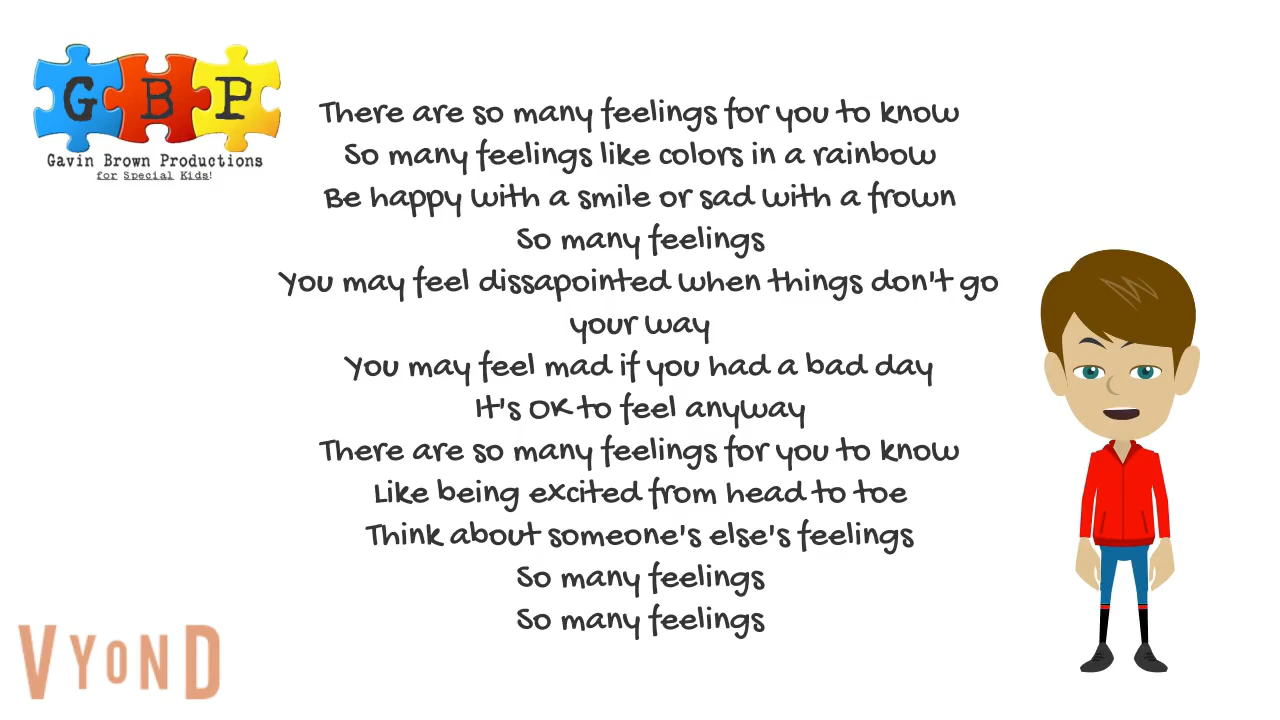 G B P
Gavin Brown Productions
for Special Kids!
There are so many feelings for you to know
So many feelings like colors in a rainbow
Be happy with a smile or sad with a frown
So many feelings
You may feel dissapointed when things don't go
your way
You may feel mad if you had a bad day
It's OK to feel anyway
There are so many feelings for you to know
Like being excited from head to toe
Think about someone's else's feelings
So many feelings
So many feelings
VYOND